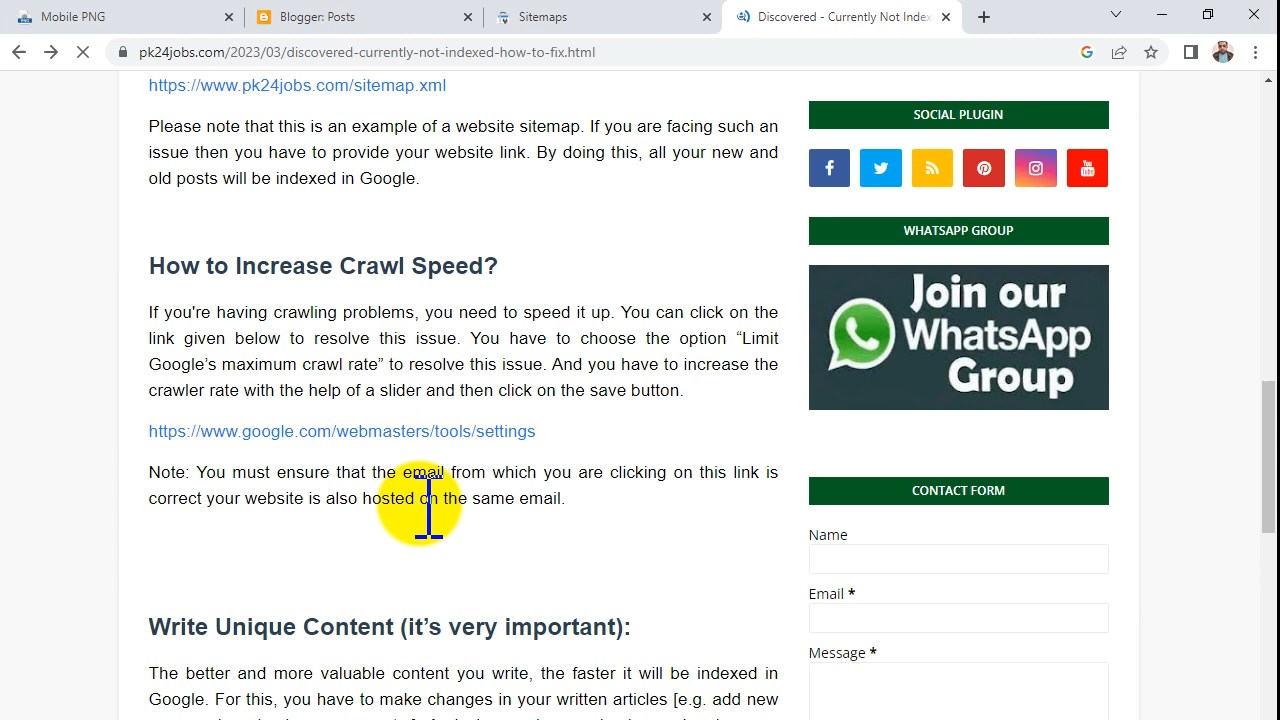 Mobile PNG
Blogger: Posts
Sitemaps
Discovered - Currently Not Index
pk24jobs.com/2023/03/discovered-currently-not-indexed-how-to-fix.html
https://www.pk24jobs.com/sitemap.xml
Please note that this is an example of a website sitemap. If you are facing such an
issue then you have to provide your website link. By doing this, all your new and
old posts will be indexed in Google.
How to Increase Crawl Speed?
If you're having crawling problems, you need to speed it up. You can click on the
link given below to resolve this issue. You have to choose the option “Limit
Google’s maximum crawl rate” to resolve this issue. And you have to increase the
crawler rate with the help of a slider and then click on the save button.
https://www.google.com/webmasters/tools/settings
Note: You must ensure that the email from which you are clicking on this link is
correct your website is also hosted on the same email.
Write Unique Content (it’s very important):
The better and more valuable content you write, the faster it will be indexed in
Google. For this, you have to make changes in your written articles [e.g. add new
SOCIAL PLUGIN
You
Tube
WHATSAPP GROUP
Join our
WhatsApp
Group
CONTACT FORM
Name
Email *
Message *